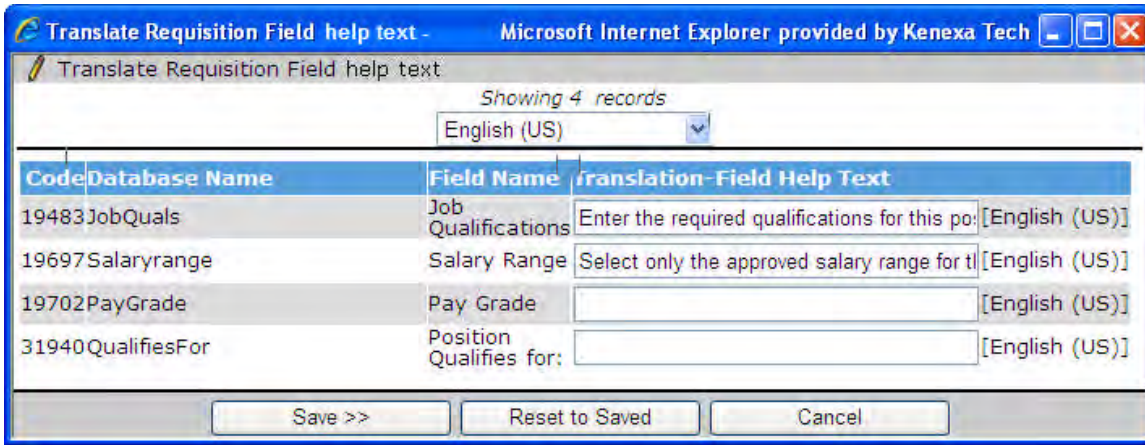 Translate Requisition Field help text - Microsoft Internet Explorer provided by Kenexa Tech
Translate Requisition Field help text
Showing 4 records
English (US)
Code Database Name Field Name Translation-Field Help Text
19483 JobQuals Job Qualifications Enter the required qualifications for this pos [English (US)]
19697 Salaryrange Salary Range Select only the approved salary range for th [English (US)]
19702 PayGrade Pay Grade [English (US)]
31940 QualifiesFor Position Qualifies for: [English (US)]
Save >> Reset to Saved Cancel